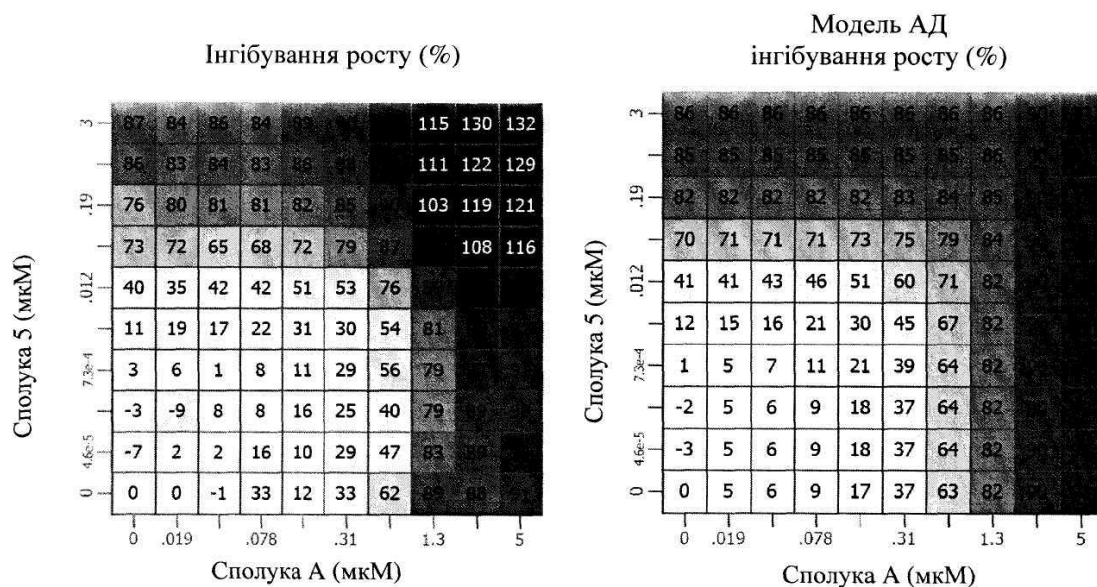 Інгібування росту (%)
Сполука 5 (мкМ)
3
.19
.012
7.3e-4
4.6e-5
0
87 84 86 84 89 115 130 132
86 83 84 83 86 111 122 129
76 80 81 81 82 85 103 119 121
73 72 65 68 72 79 87 108 116
40 35 42 42 51 53 76
11 19 17 22 31 30 54 81
3 6 1 8 11 29 56 79
-3 -9 8 8 16 25 40 79
-7 2 2 16 10 29 47 83
0 0 -1 33 12 33 62 89 88
0 .019 .078 .31 1.3 5
Сполука А (мкМ)
Модель АД
інгібування росту (%)
Сполука 5 (мкМ)
3
.19
.012
7.3e-4
4.6e-5
0
86 86 86 86 86 86 86 86
85 85 85 85 85 85 85 86
82 82 82 82 82 83 84 85
70 71 71 71 73 75 79 84
41 41 43 46 51 60 71 82
12 15 16 21 30 45 67 82
1 5 7 11 21 39 64 82
-2 5 6 9 18 37 64 82
-3 5 6 9 18 37 64 82
0 5 6 9 17 37 63 82
0 .019 .078 .31 1.3 5
Сполука А (мкМ)